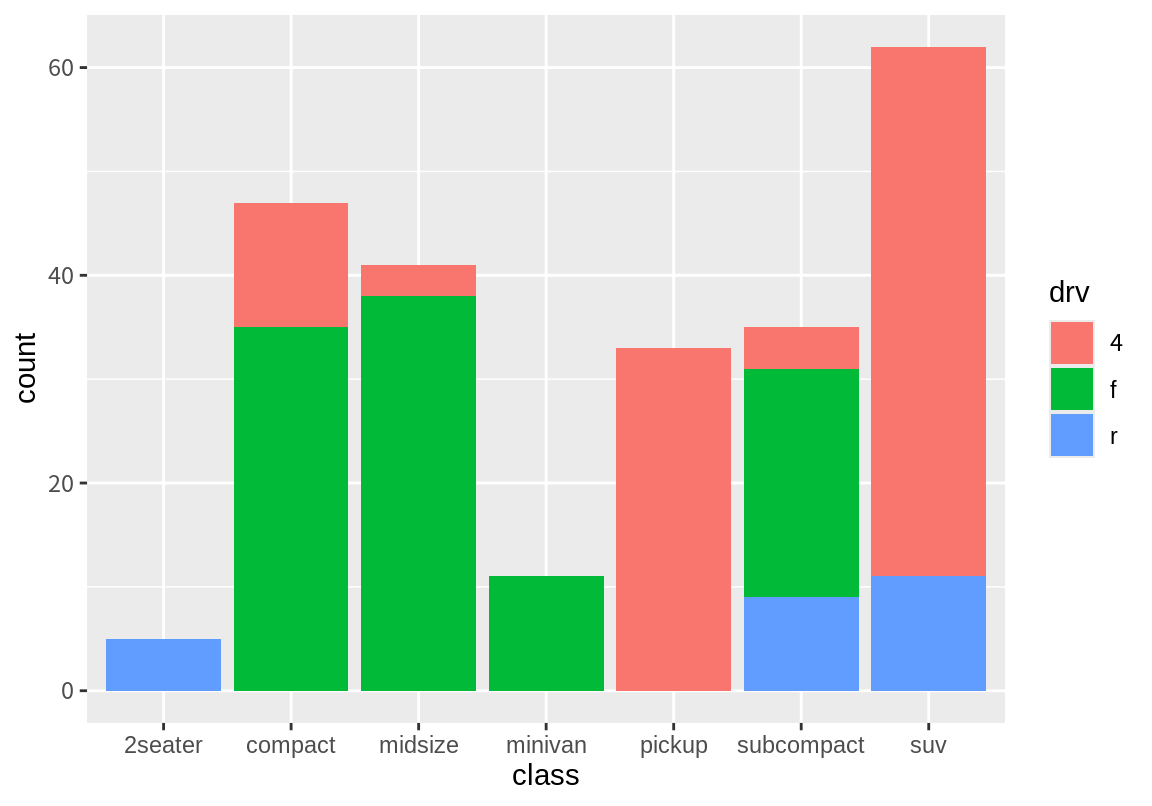 60
40
20
0
count
2seater compact midsize minivan pickup subcompact suv
class
drv
4
f
r